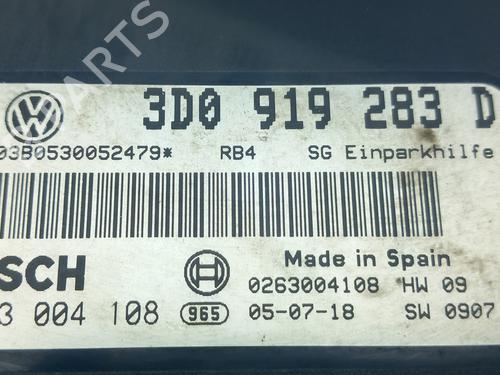 B PARTS
3D0 919 283 D
03B0530052479* RB4 SG Einparkhilfe
SCH
Made in Spain
0263004108 HW 09
3 004 108 965 05-07-18 SW 0907